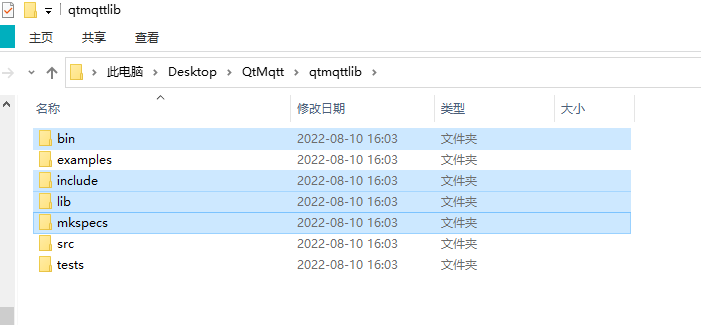 qtmqttlib
主页 共享 查看
此电脑 Desktop QtMqtt qtmqttlib
名称 修改日期 类型 大小
bin 2022-08-10 16:03 文件夹
examples 2022-08-10 16:03 文件夹
include 2022-08-10 16:03 文件夹
lib 2022-08-10 16:03 文件夹
mkspecs 2022-08-10 16:03 文件夹
src 2022-08-10 16:03 文件夹
tests 2022-08-10 16:03 文件夹